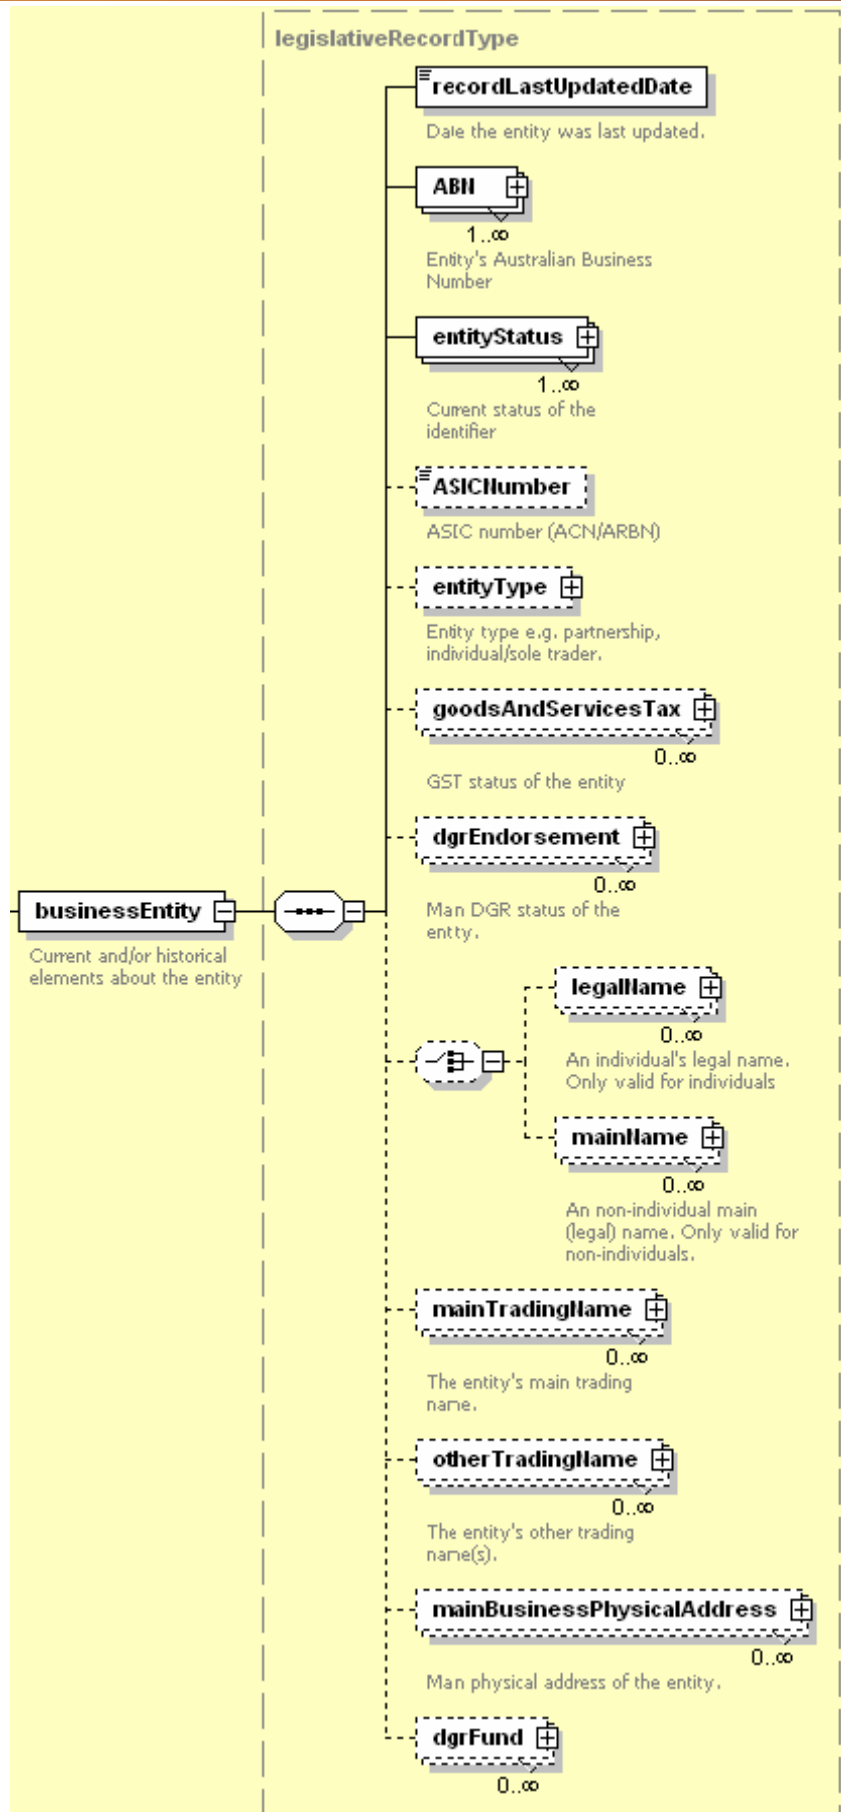 legislativeRecordType
recordLastUpdatedDate
Date the entity was last updated.
ABN
1..∞
Entity's Australian Business
Number
entityStatus
1..∞
Current status of the
identifier
ASICNumber
ASIC number (ACN/ARBN)
entityType
Entity type e.g. partnership,
individual/sole trader.
goodsAndServicesTax
0..∞
GST status of the entity
dgrEndorsement
0..∞
Man DGR status of the
entty.
businessEntity
Current and/or historical
elements about the entity
legalName
0..∞
An individual's legal name.
Only valid for individuals
mainName
0..∞
An non-individual main
(legal) name. Only valid for
non-individuals.
mainTradingName
0..∞
The entity's main trading
name.
otherTradingName
0..∞
The entity's other trading
name(s).
mainBusinessPhysicalAddress
0..∞
Man physical address of the entity.
dgrFund
0..∞